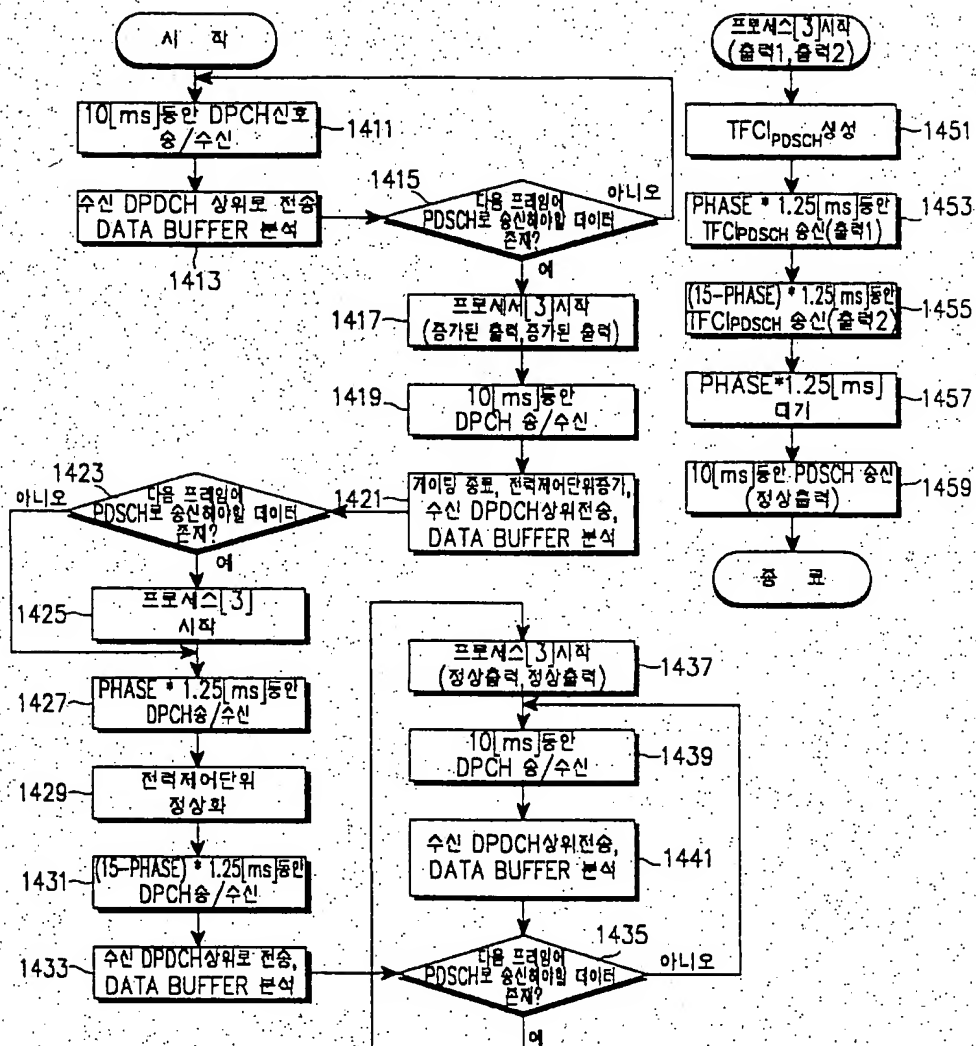 시 작
10[ms]동안 DPCH신호
송/수신
1411
수신 DPDCH 상위로 전송
DATA BUFFER 분석
1413
1415
다음 프레임에
PDSCH로 송신해야할 데이터
존재?
아니오
예
1417
프로세서[3]시작
(증가된 출력,증가된 출력)
1419
10[ms]동안
DPCH 송/수신
1421
게이팅 종료, 전력제어단위증가,
수신 DPDCH상위전송,
DATA BUFFER 분석
1423
아니오
다음 프레임에
PDSCH로 송신해야할 데이터
존재?
예
1425
프로세스[3]
시작
1427
PHASE * 1.25[ms]동안
DPCH송/수신
1429
전력제어단위
정상화
1431
(15-PHASE) * 1.25[ms]동안
DPCH송/수신
1433
수신 DPDCH상위로 전송,
DATA BUFFER 분석
프로세스[3]시작
(정상출력,정상출력)
1437
10[ms]동안
DPCH 송/수신
1439
수신 DPDCH상위전송,
DATA BUFFER 분석
1441
1435
다음 프레임에
PDSCH로 송신해야할 데이터
존재?
아니오
예
프로세스[3]시작
(출력1,출력2)
TFCIPDSCH생성
1451
PHASE * 1.25[ms]동안
TFCIPDSCH 송신(출력1)
1453
(15-PHASE) * 1.25[ms]동안
TFCIPDSCH 송신(출력2)
1455
PHASE*1.25[ms]
대기
1457
10[ms]동안 PDSCH 송신
(정상출력)
1459
종 료